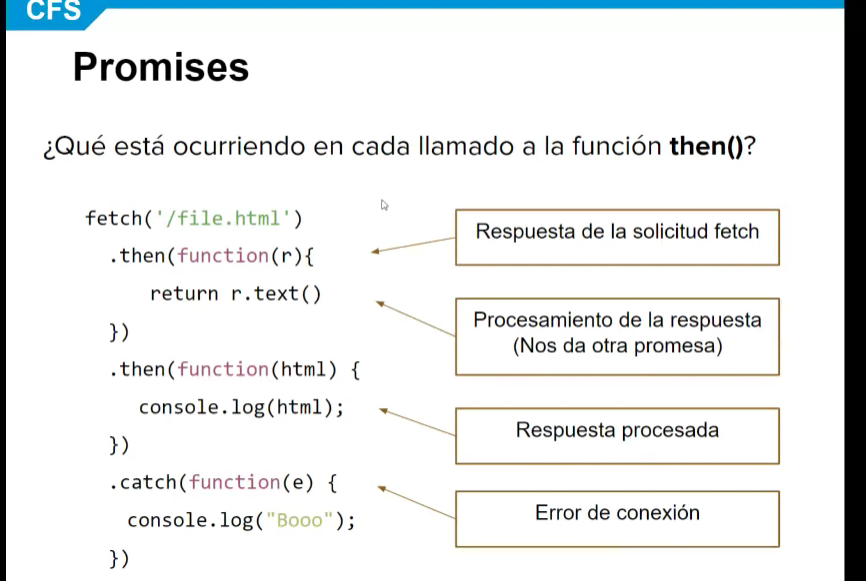 CFS
Promises
¿Qué está ocurriendo en cada llamado a la función then()?
fetch('/file.html')
.then(function(r){
return r.text()
})
.then(function(html) {
console.log(html);
})
.catch(function(e) {
console.log("Booo");
})
Respuesta de la solicitud fetch
Procesamiento de la respuesta
(Nos da otra promesa)
Respuesta procesada
Error de conexión